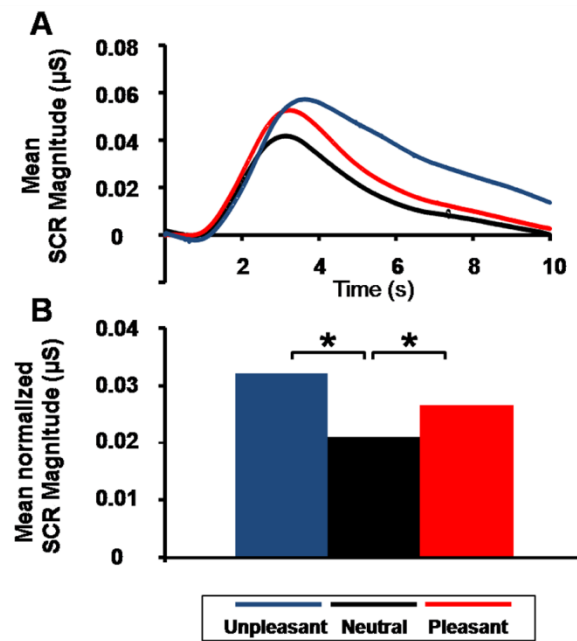 A
Mean
SCR Magnitude (µS)
0.08
0.06
0.04
0.02
0
2
4
6
8
10
Time (s)
B
Mean normalized
SCR Magnitude (µS)
0.04
0.03
0.02
0.01
0
* *
Unpleasant Neutral Pleasant